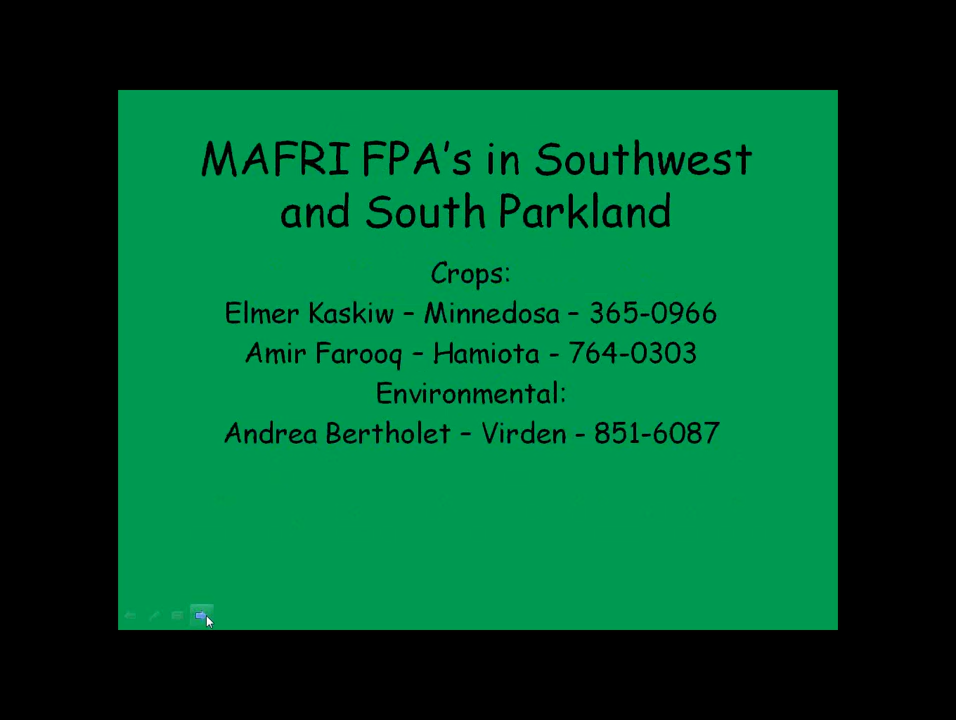 MAFRI FPA's in Southwest
and South Parkland
Crops:
Elmer Kaskiw – Minnedosa – 365-0966
Amir Farooq – Hamiota - 764-0303
Environmental:
Andrea Bertholet – Virden - 851-6087